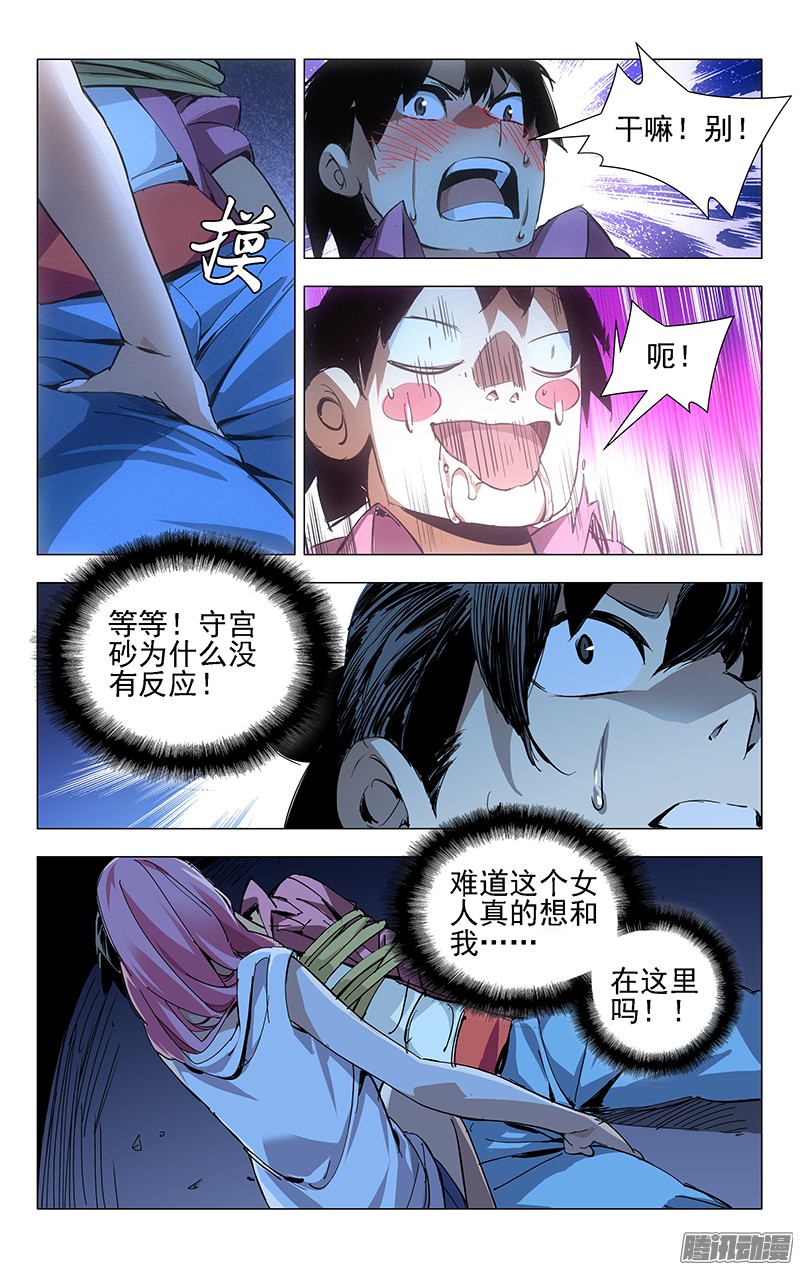 摸
干嘛！别！
呃！
等等！守宫
砂为什么没
有反应！
难道这个女
人真的想和
我……
在这里
吗！！
腾讯动漫